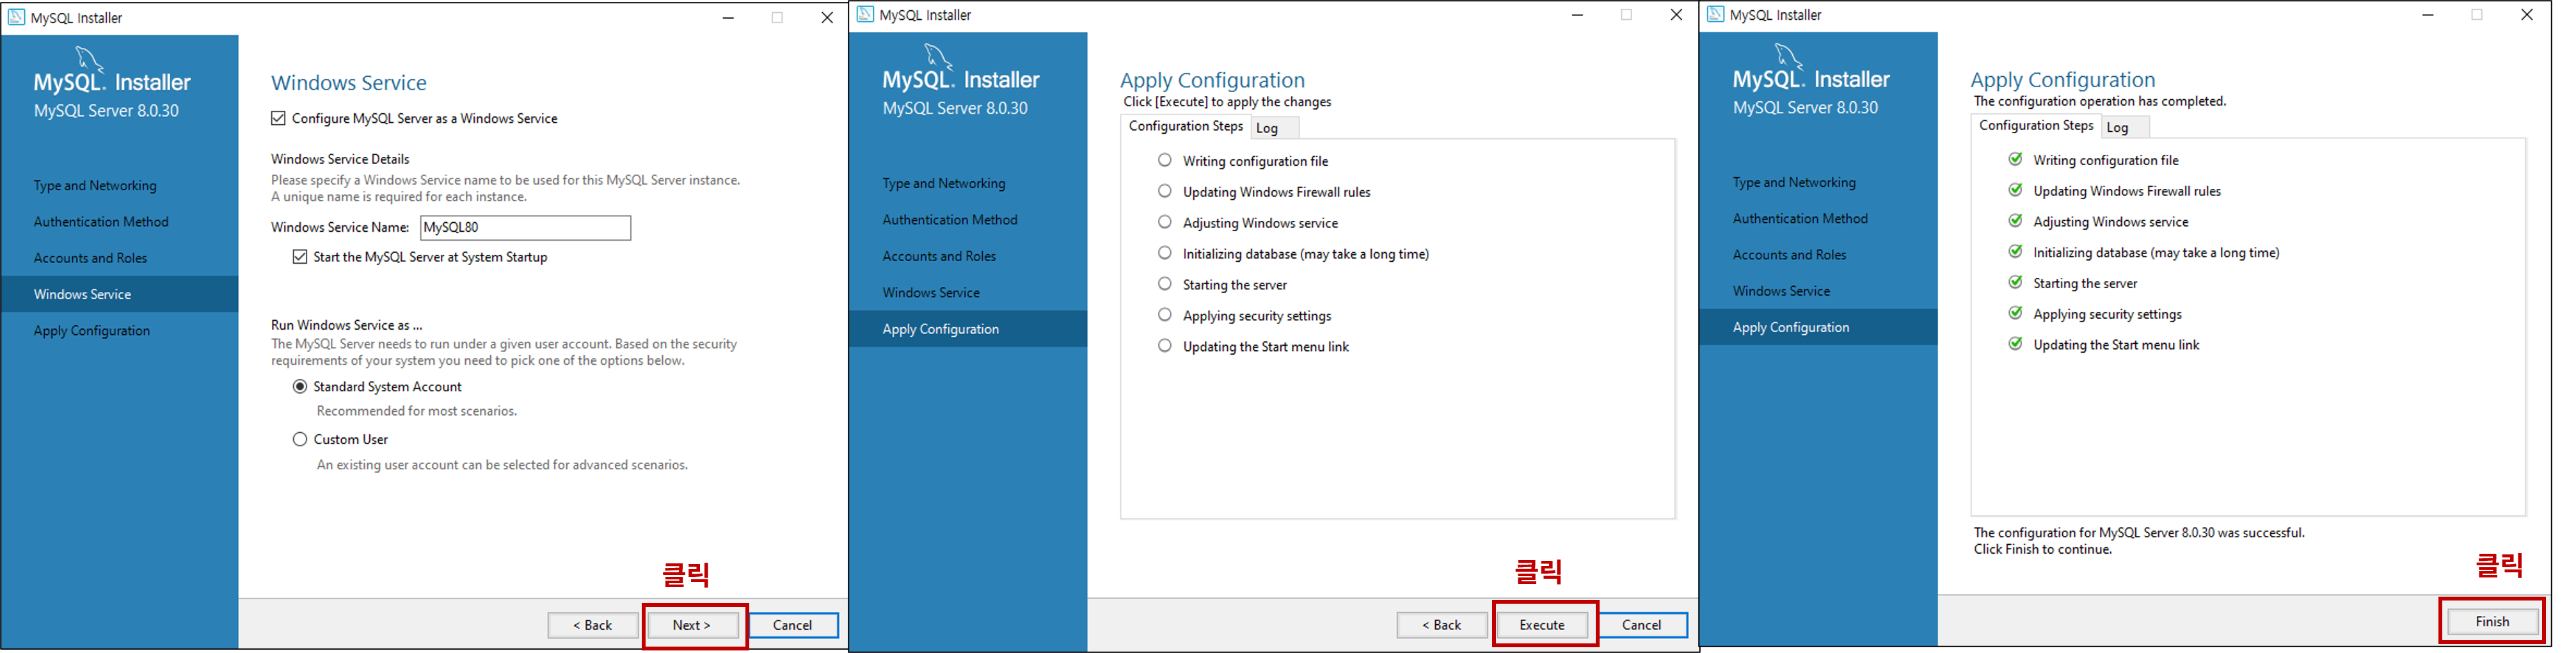 MySQL Installer
MySQL. Installer
MySQL Server 8.0.30
Type and Networking
Authentication Method
Accounts and Roles
Windows Service
Apply Configuration
Windows Service
Configure MySQL Server as a Windows Service
Windows Service Details
Please specify a Windows Service name to be used for this MySQL Server instance.
A unique name is required for each instance.
Windows Service Name: MySQL80
Start the MySQL Server at System Startup
Run Windows Service as ...
The MySQL Server needs to run under a given user account. Based on the security
requirements of your system you need to pick one of the options below.
Standard System Account
Recommended for most scenarios.
Custom User
An existing user account can be selected for advanced scenarios.
클릭
< Back Next > Cancel
MySQL Installer
MySQL. Installer
MySQL Server 8.0.30
Type and Networking
Authentication Method
Accounts and Roles
Windows Service
Apply Configuration
Apply Configuration
Click [Execute] to apply the changes
Configuration Steps Log
Writing configuration file
Updating Windows Firewall rules
Adjusting Windows service
Initializing database (may take a long time)
Starting the server
Applying security settings
Updating the Start menu link
클릭
< Back Execute Cancel
MySQL Installer
MySQL. Installer
MySQL Server 8.0.30
Type and Networking
Authentication Method
Accounts and Roles
Windows Service
Apply Configuration
Apply Configuration
The configuration operation has completed.
Configuration Steps Log
Writing configuration file
Updating Windows Firewall rules
Adjusting Windows service
Initializing database (may take a long time)
Starting the server
Applying security settings
Updating the Start menu link
The configuration for MySQL Server 8.0.30 was successful.
Click Finish to continue.
클릭
Finish